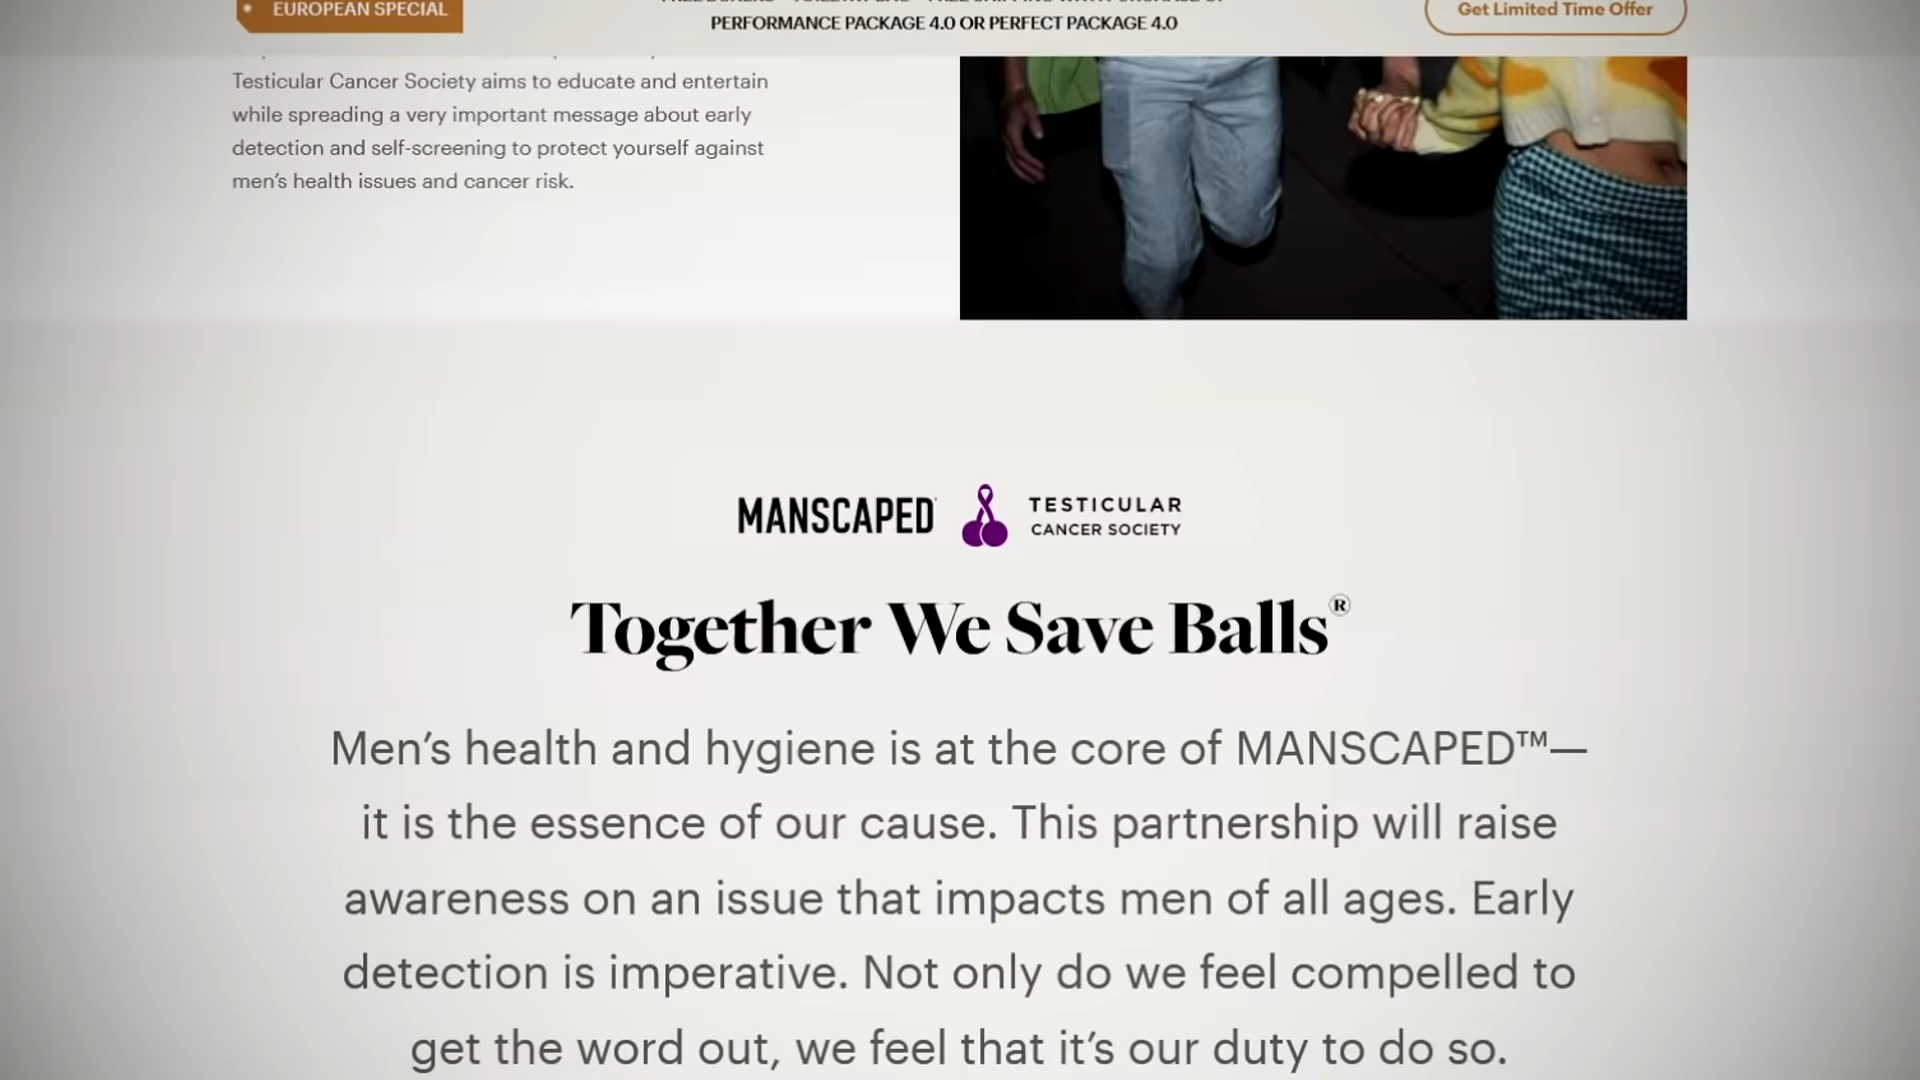 EUROPEAN SPECIAL
PERFORMANCE PACKAGE 4.0 OR PERFECT PACKAGE 4.0
Get Limited Time Offer
Testicular Cancer Society aims to educate and entertain
while spreading a very important message about early
detection and self-screening to protect yourself against
men’s health issues and cancer risk.
MANSCAPED
TESTICULAR
CANCER SOCIETY
Together We Save Balls®
Men’s health and hygiene is at the core of MANSCAPED™—
it is the essence of our cause. This partnership will raise
awareness on an issue that impacts men of all ages. Early
detection is imperative. Not only do we feel compelled to
get the word out, we feel that it’s our duty to do so.